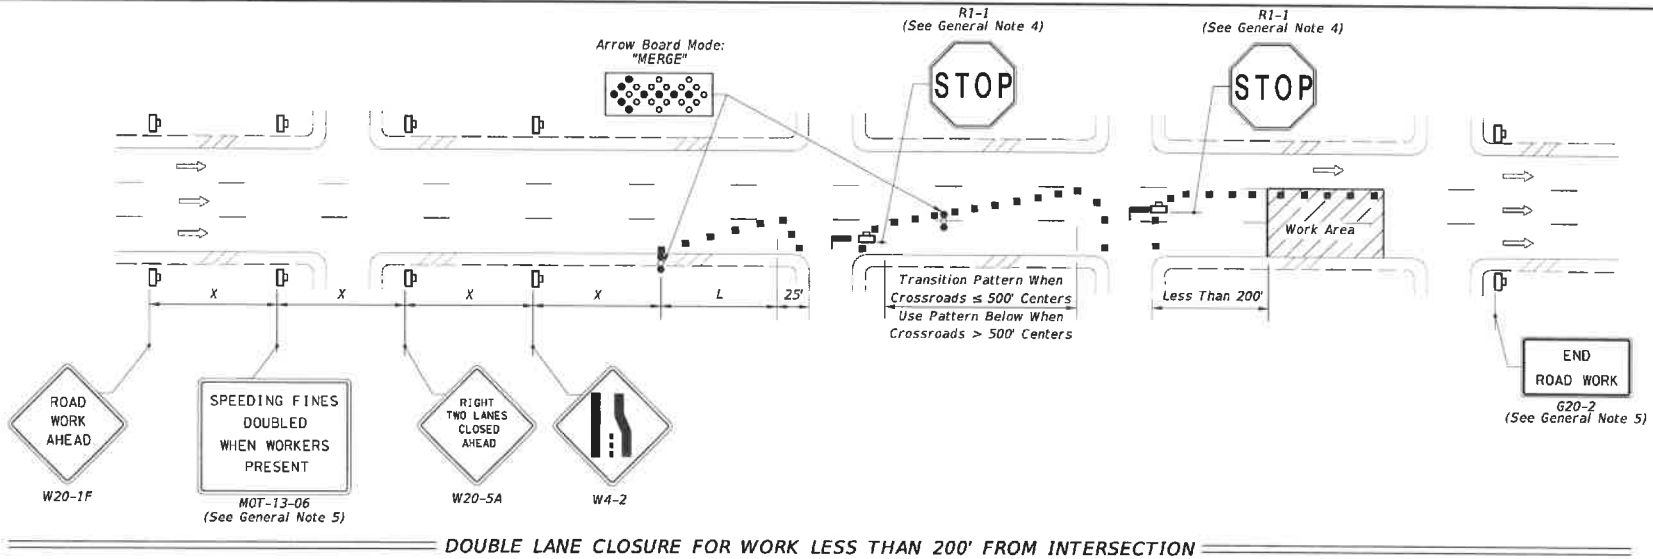 R1-1
(See General Note 4)
R1-1
(See General Note 4)
Arrow Board Mode:
"MERGE"
STOP
STOP
Work Area
X
X
X
X
L
25'
Transition Pattern When
Crossroads ≤ 500' Centers
Use Pattern Below When
Crossroads > 500' Centers
Less Than 200'
ROAD
WORK
AHEAD
W20-1F
SPEEDING FINES
DOUBLED
WHEN WORKERS
PRESENT
MOT-13-06
(See General Note 5)
RIGHT
TWO LANES
CLOSED
AHEAD
W20-5A
W4-2
END
ROAD WORK
G20-2
(See General Note 5)
DOUBLE LANE CLOSURE FOR WORK LESS THAN 200' FROM INTERSECTION